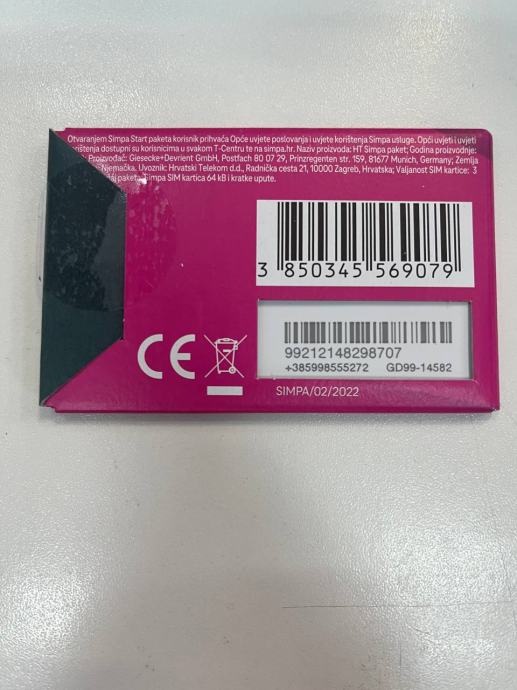 Otvaranjem Simpa Start paketa korisnik prihvaća Opće uvjete poslovanja i uvjete korištenja Simpa usluge. Opći uvjeti i uvjeti
korištenja dostupni su korisnicima u svakom T-Centru te na simpa.hr. Naziv proizvoda: HT Simpa paket; Godina proizvodnje:
Proizvođač: Giesecke+Devrient GmbH, Postfach 80 07 29, Prinzregenten str. 159, 81677 Munich, Germany; Zemlja
Njemačka. Uvoznik: Hrvatski Telekom d.d., Radnička cesta 21, 10000 Zagreb, Hrvatska; Valjanost SIM kartice: 3
Simpa SIM kartica 64 kB i kratke upute.
3 850345 569079
99212148298707
+385998555272 GD99-14582
CE
SIMPA/02/2022